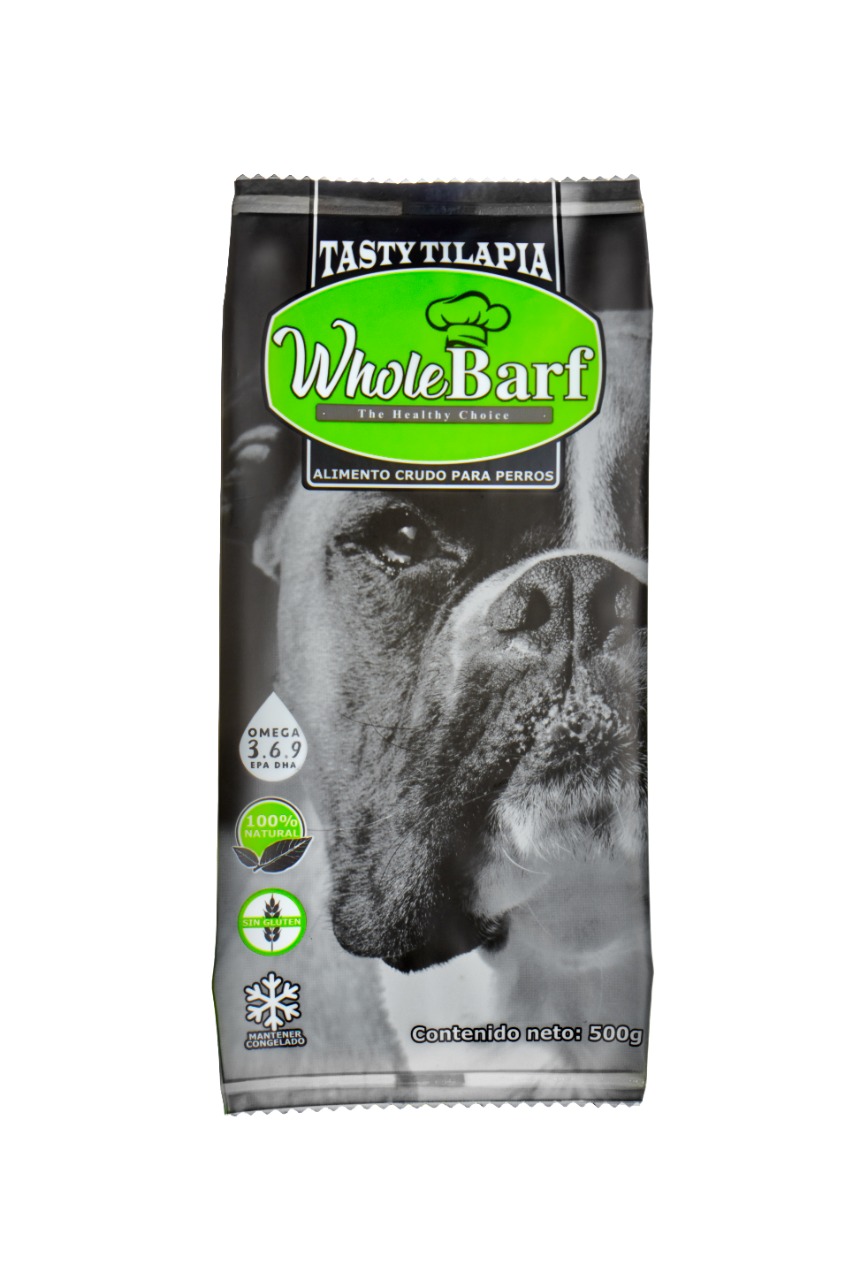 TASTY TILAPIA
WholeBarf
The Healthy Choice
ALIMENTO CRUDO PARA PERROS
OMEGA
3.6.9
EPA DHA
100%
NATURAL
SIN GLUTEN
MANTENER
CONGELADO
Contenido neto: 500g